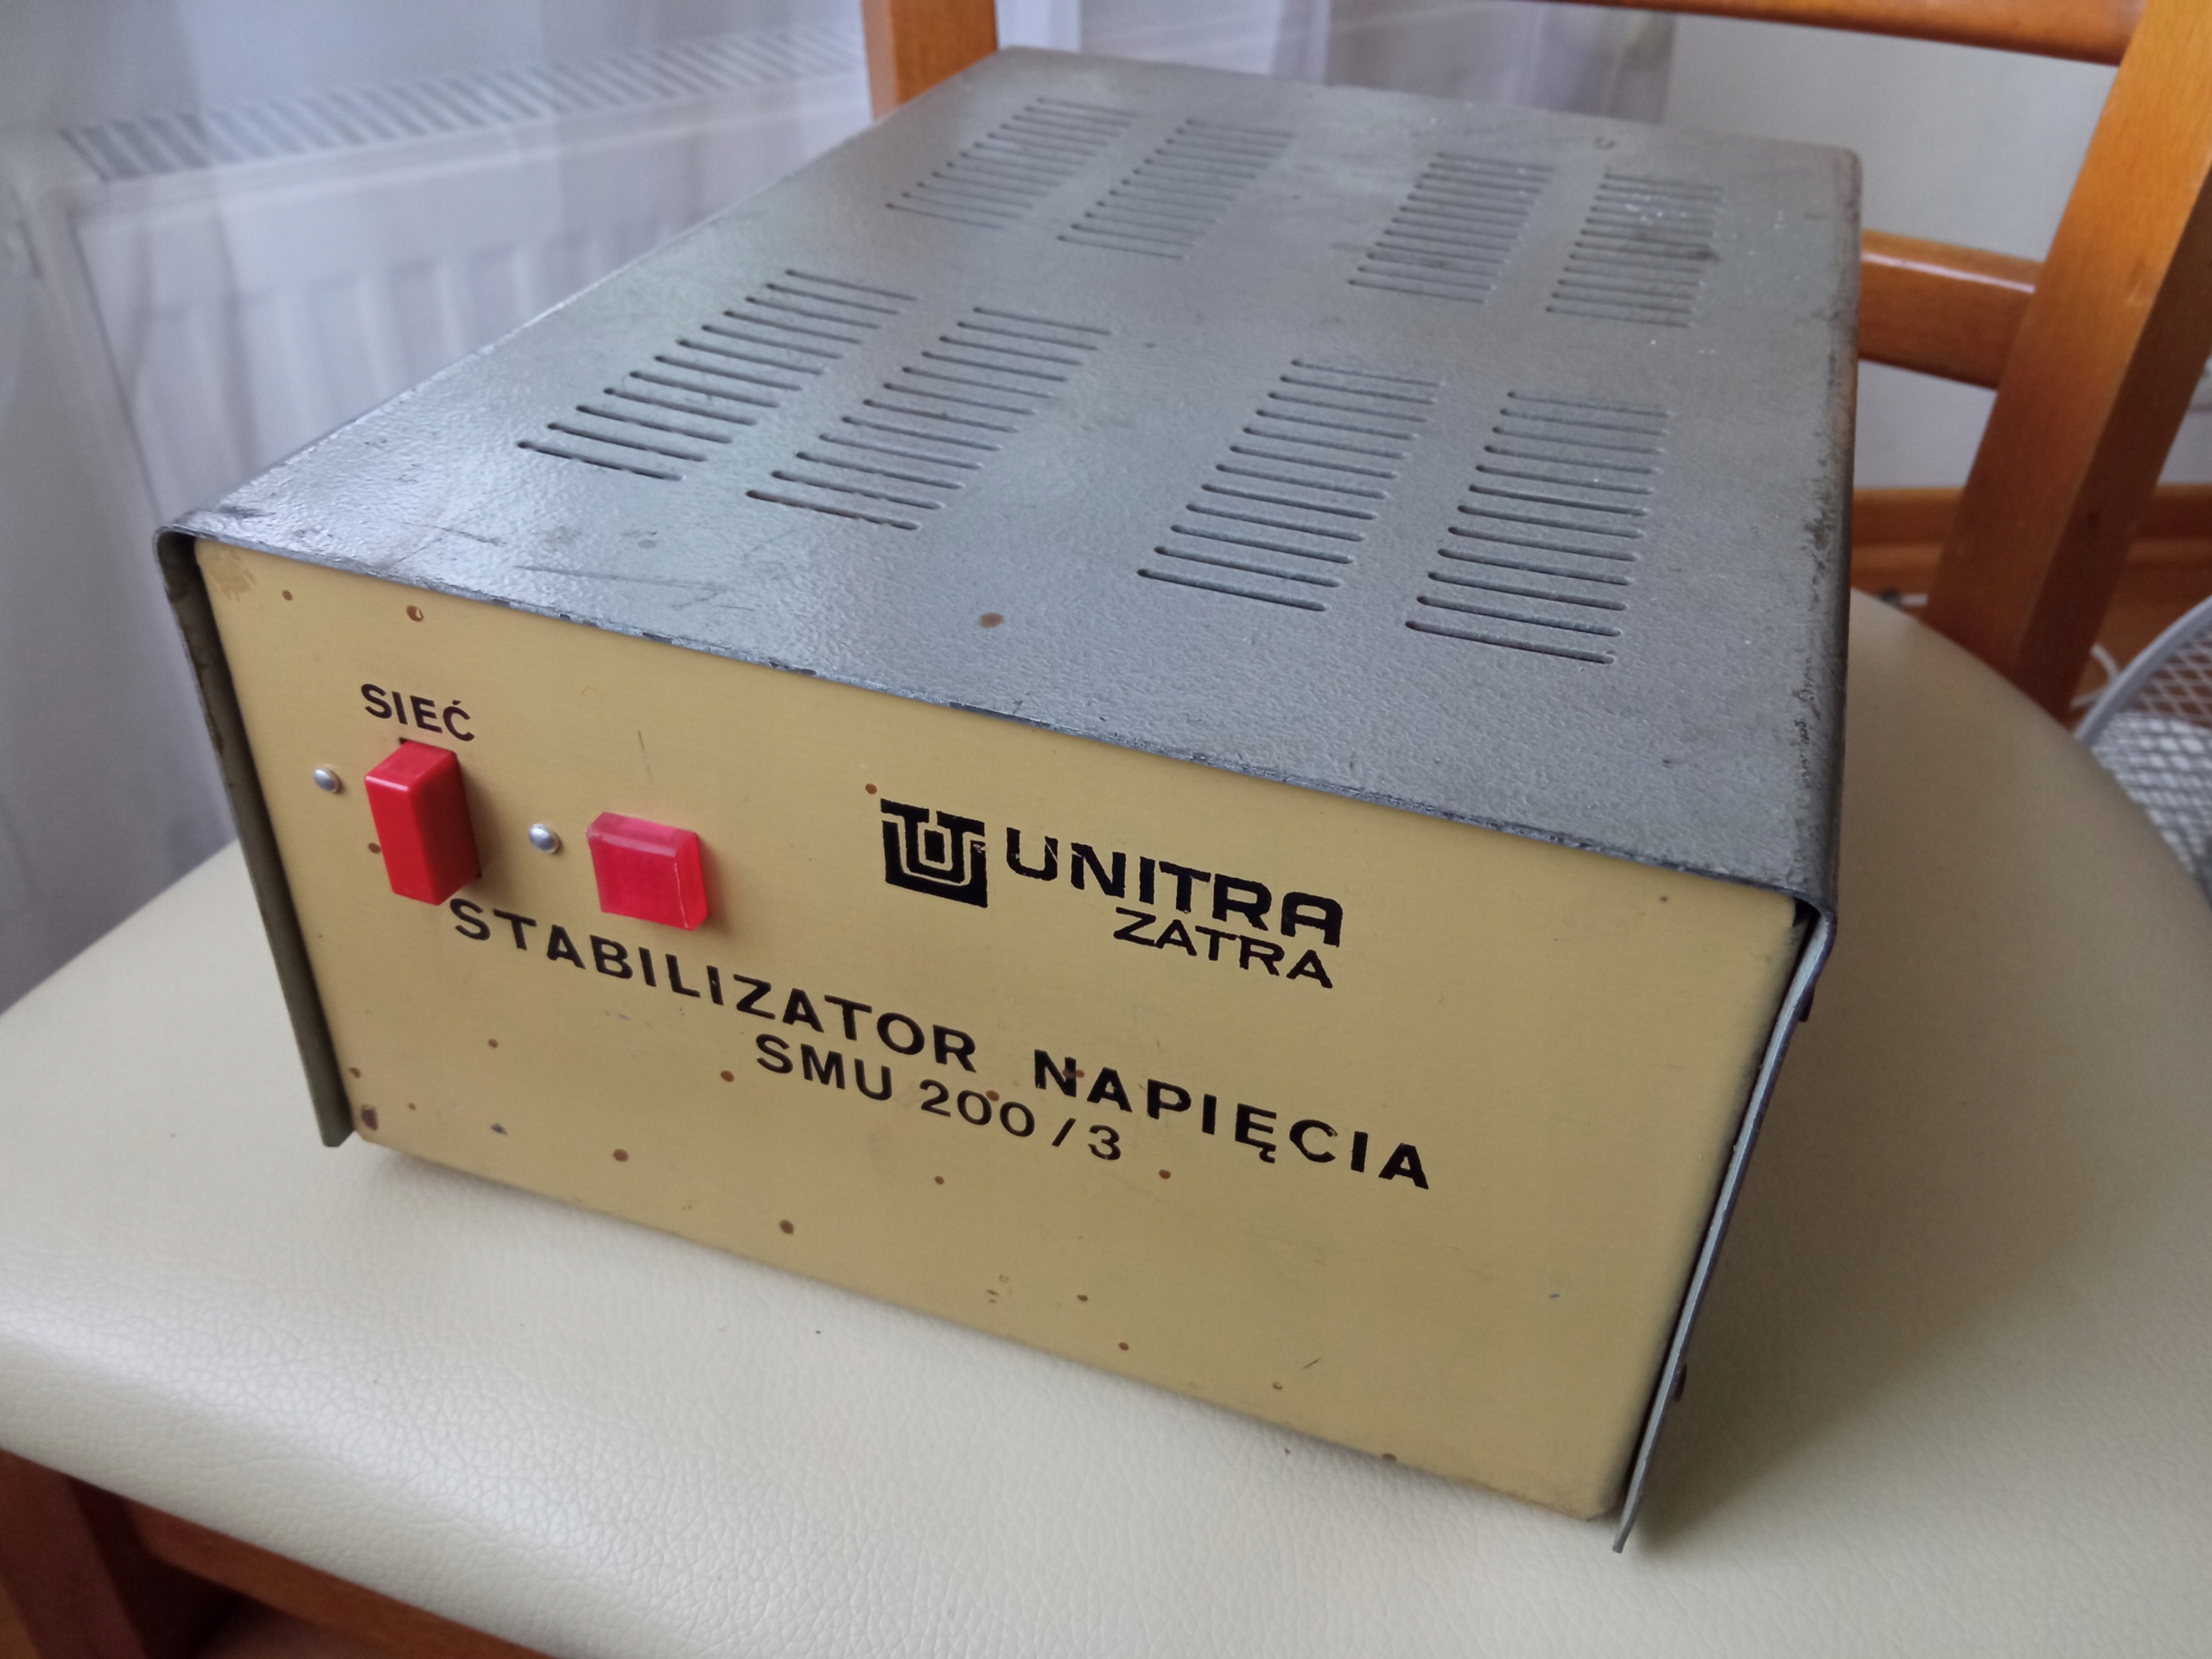 SIEĆ
UNITRA
ZATRA
STABILIZATOR NAPIĘCIA
SMU 200/3